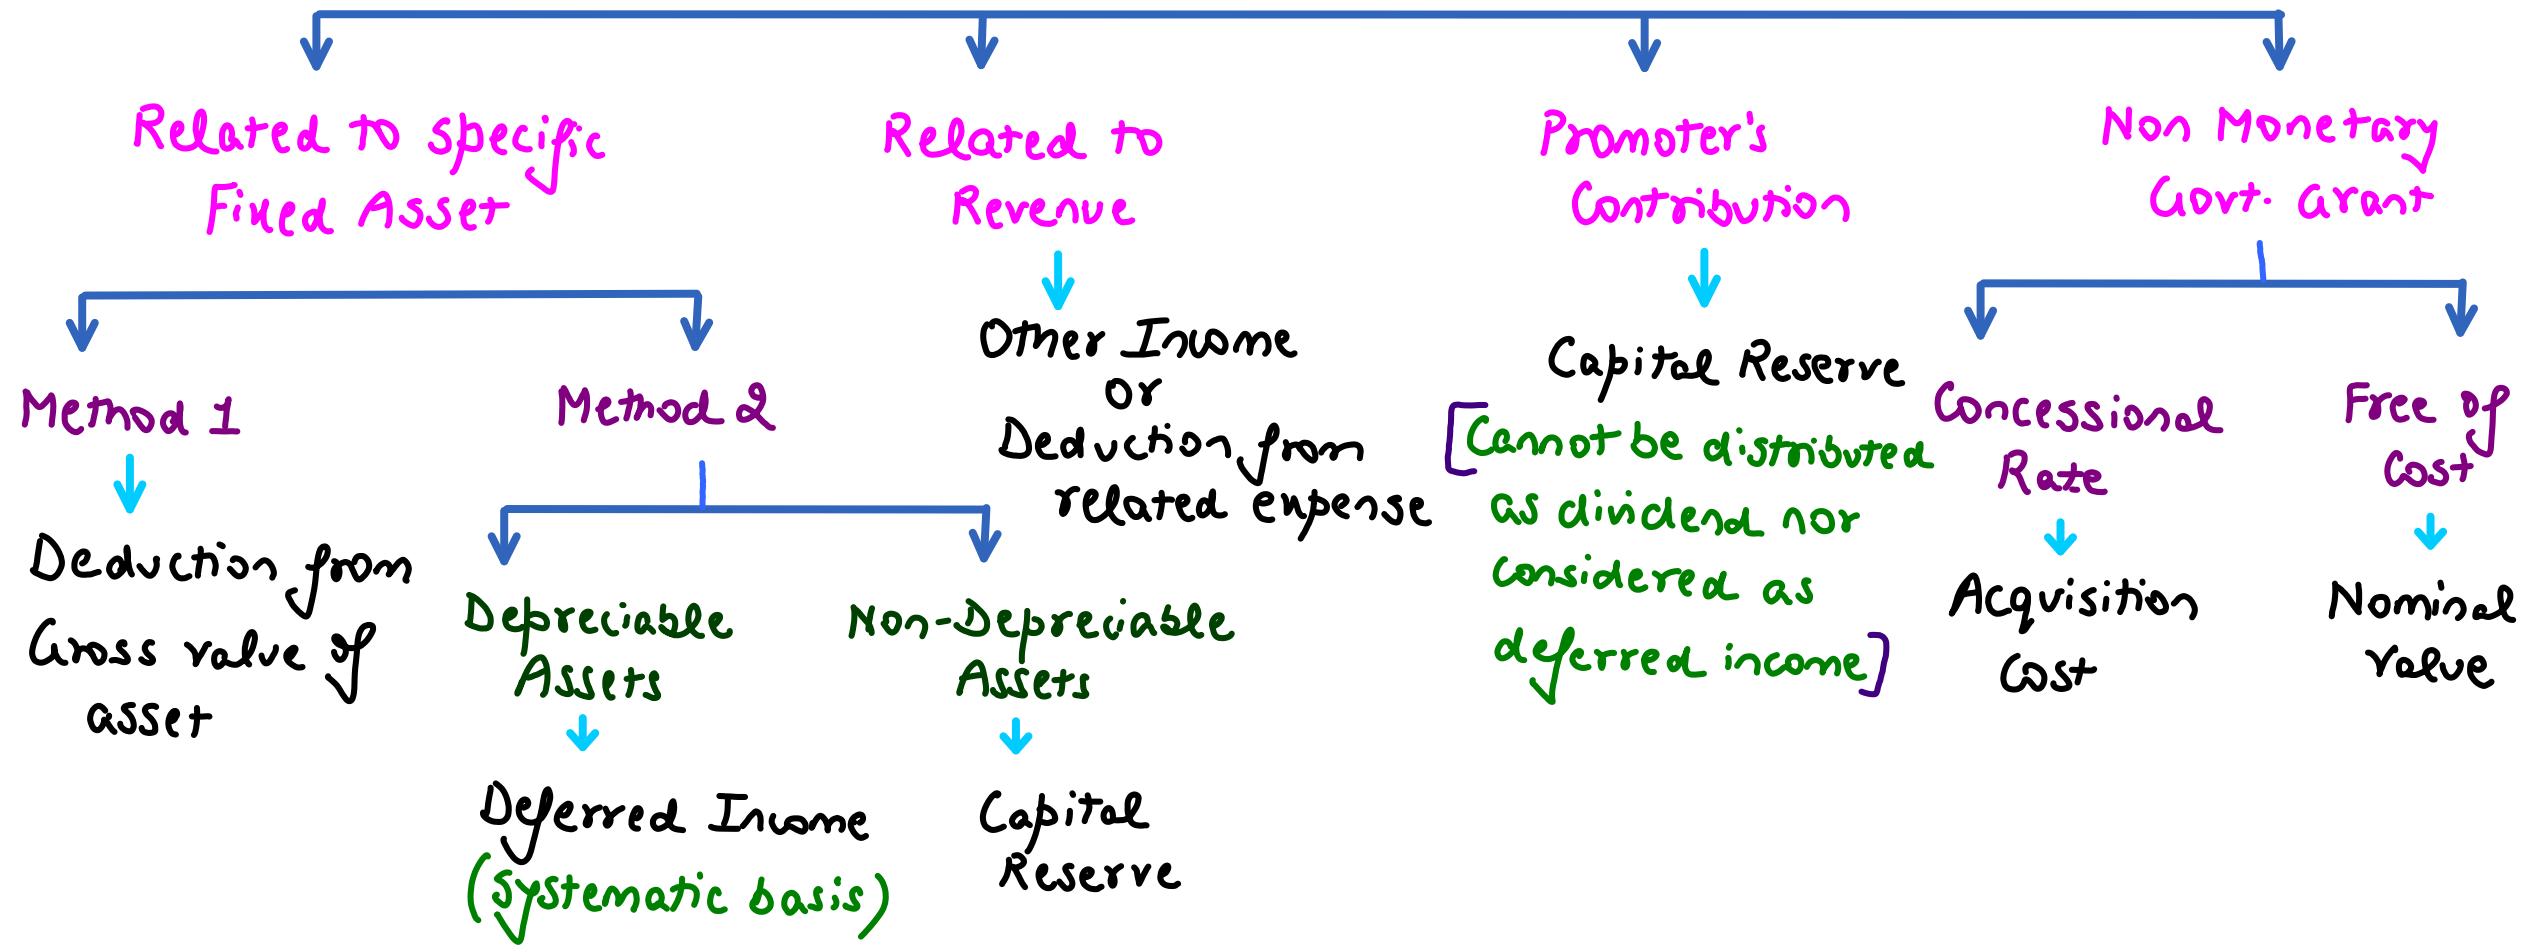 Related to specific
Fixed Asset
Method 1
Deduction from
Gross value of
asset
Method 2
Depreciable
Assets
Deferred Income
(systematic basis)
Non-Depreciable
Assets
Capital
Reserve
Related to
Revenue
Other Income
or
Deduction from
related expense
Promoter's
Contribution
Capital Reserve
[Cannot be distributed
as dividend nor
considered as
deferred income]
Non Monetary
Govt. Grant
Concessional
Rate
Acquisition
Cost
Free of
Cost
Nominal
Value